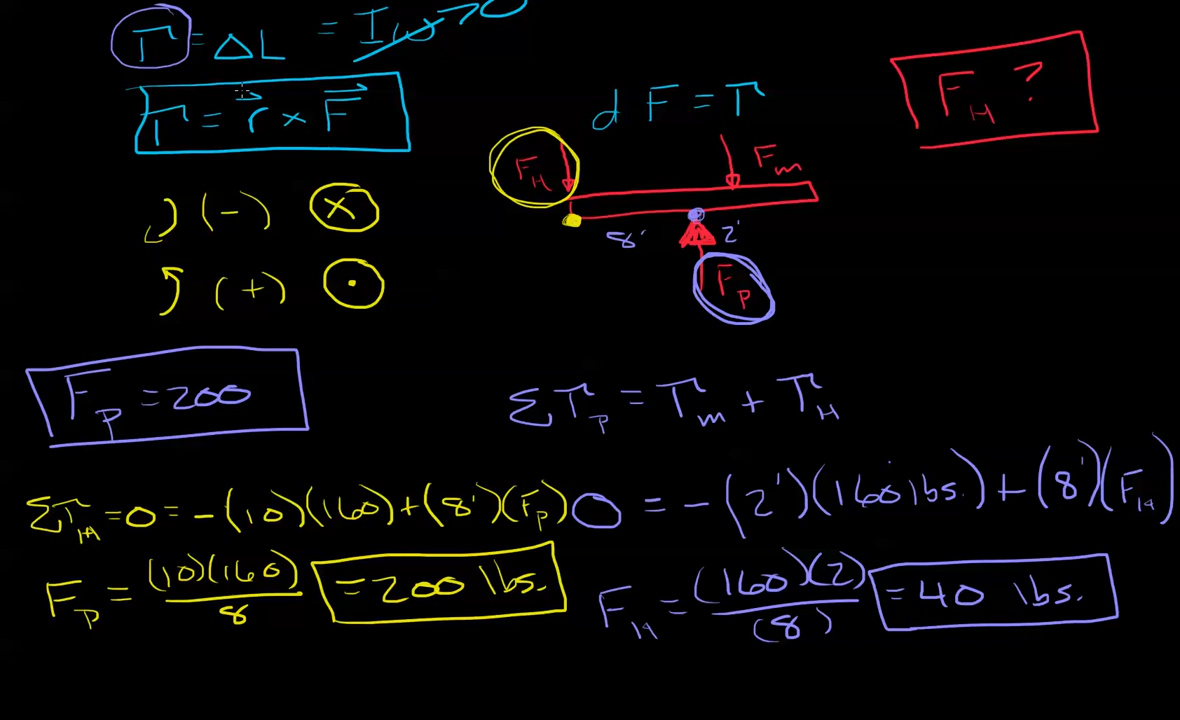 τ = ΔL = Iω → 0
τ = r⃗ × F⃗
d F = τ
F_H ?
F_H
F_m
(-) ⊗
8'
2'
(+) ⊙
F_p
F_p = 200
Στ_p = τ_m + τ_H
Στ_H = 0 = -(10)(160) + (8')(F_p)
0 = -(2')(160 lbs.) + (8')(F_H)
F_p = (10)(160) / 8 = 200 lbs.
F_H = (160)(2) / (8) = 40 lbs.